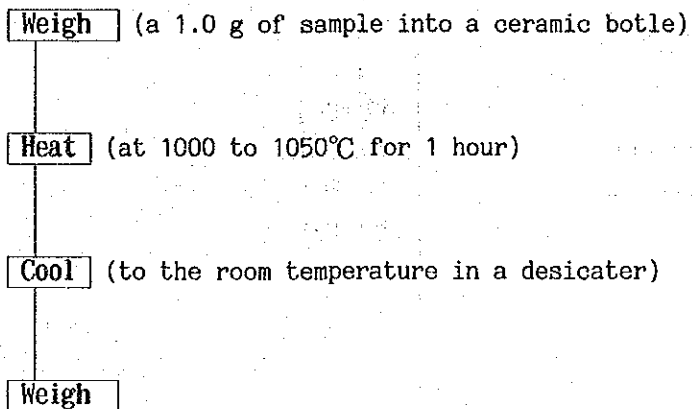 Weigh (a 1.0 g of sample into a ceramic botle)
Heat (at 1000 to 1050℃ for 1 hour)
Cool (to the room temperature in a desicater)
Weigh